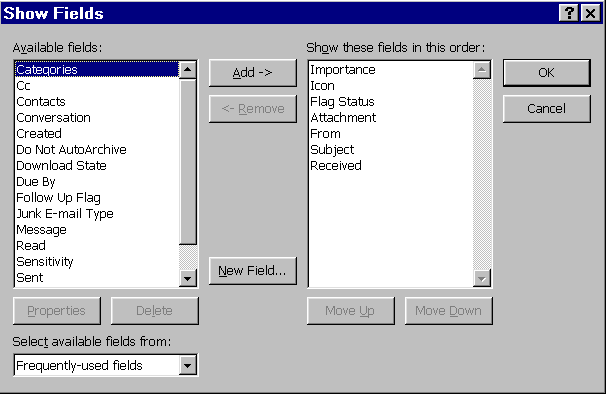 Show Fields
Available fields:
Categories
Cc
Contacts
Conversation
Created
Do Not AutoArchive
Download State
Due By
Follow Up Flag
Junk E-mail Type
Message
Read
Sensitivity
Sent
Add ->
<- Remove
New Field...
Show these fields in this order:
Importance
Icon
Flag Status
Attachment
From
Subject
Received
OK
Cancel
Properties
Delete
Move Up
Move Down
Select available fields from:
Frequently-used fields